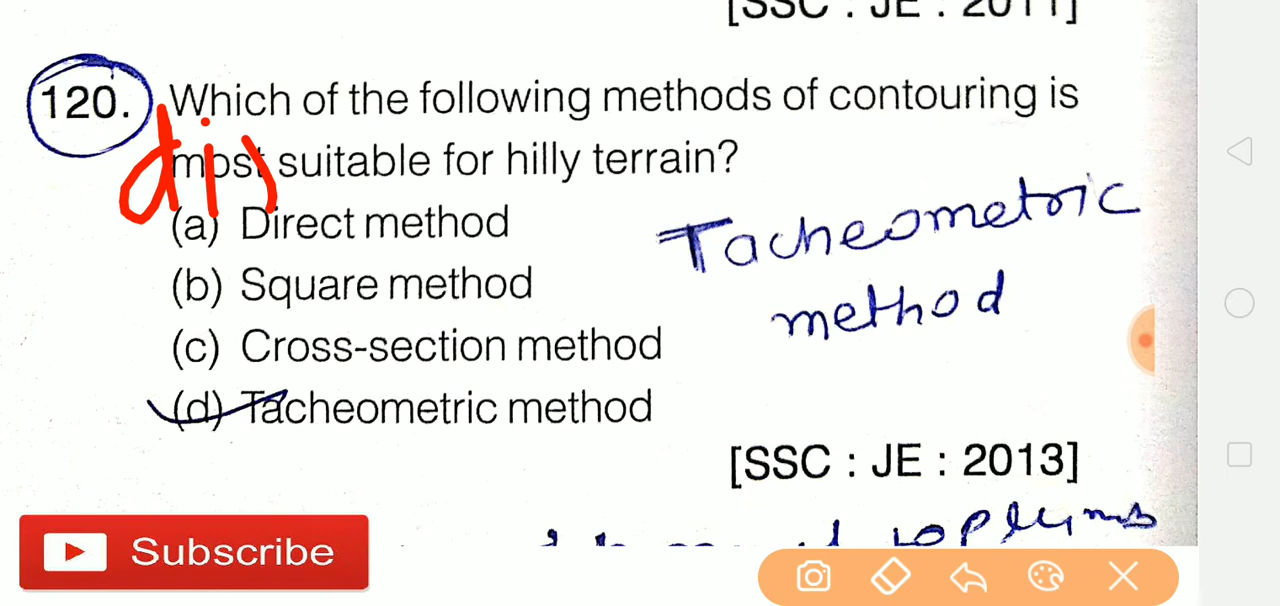 [SSC : JE : 2011]
120. Which of the following methods of contouring is
most suitable for hilly terrain?
dis
(a) Direct method
(b) Square method
(c) Cross-section method
(d) Tacheometric method
Tacheometric
method
[SSC : JE : 2013]
Subscribe